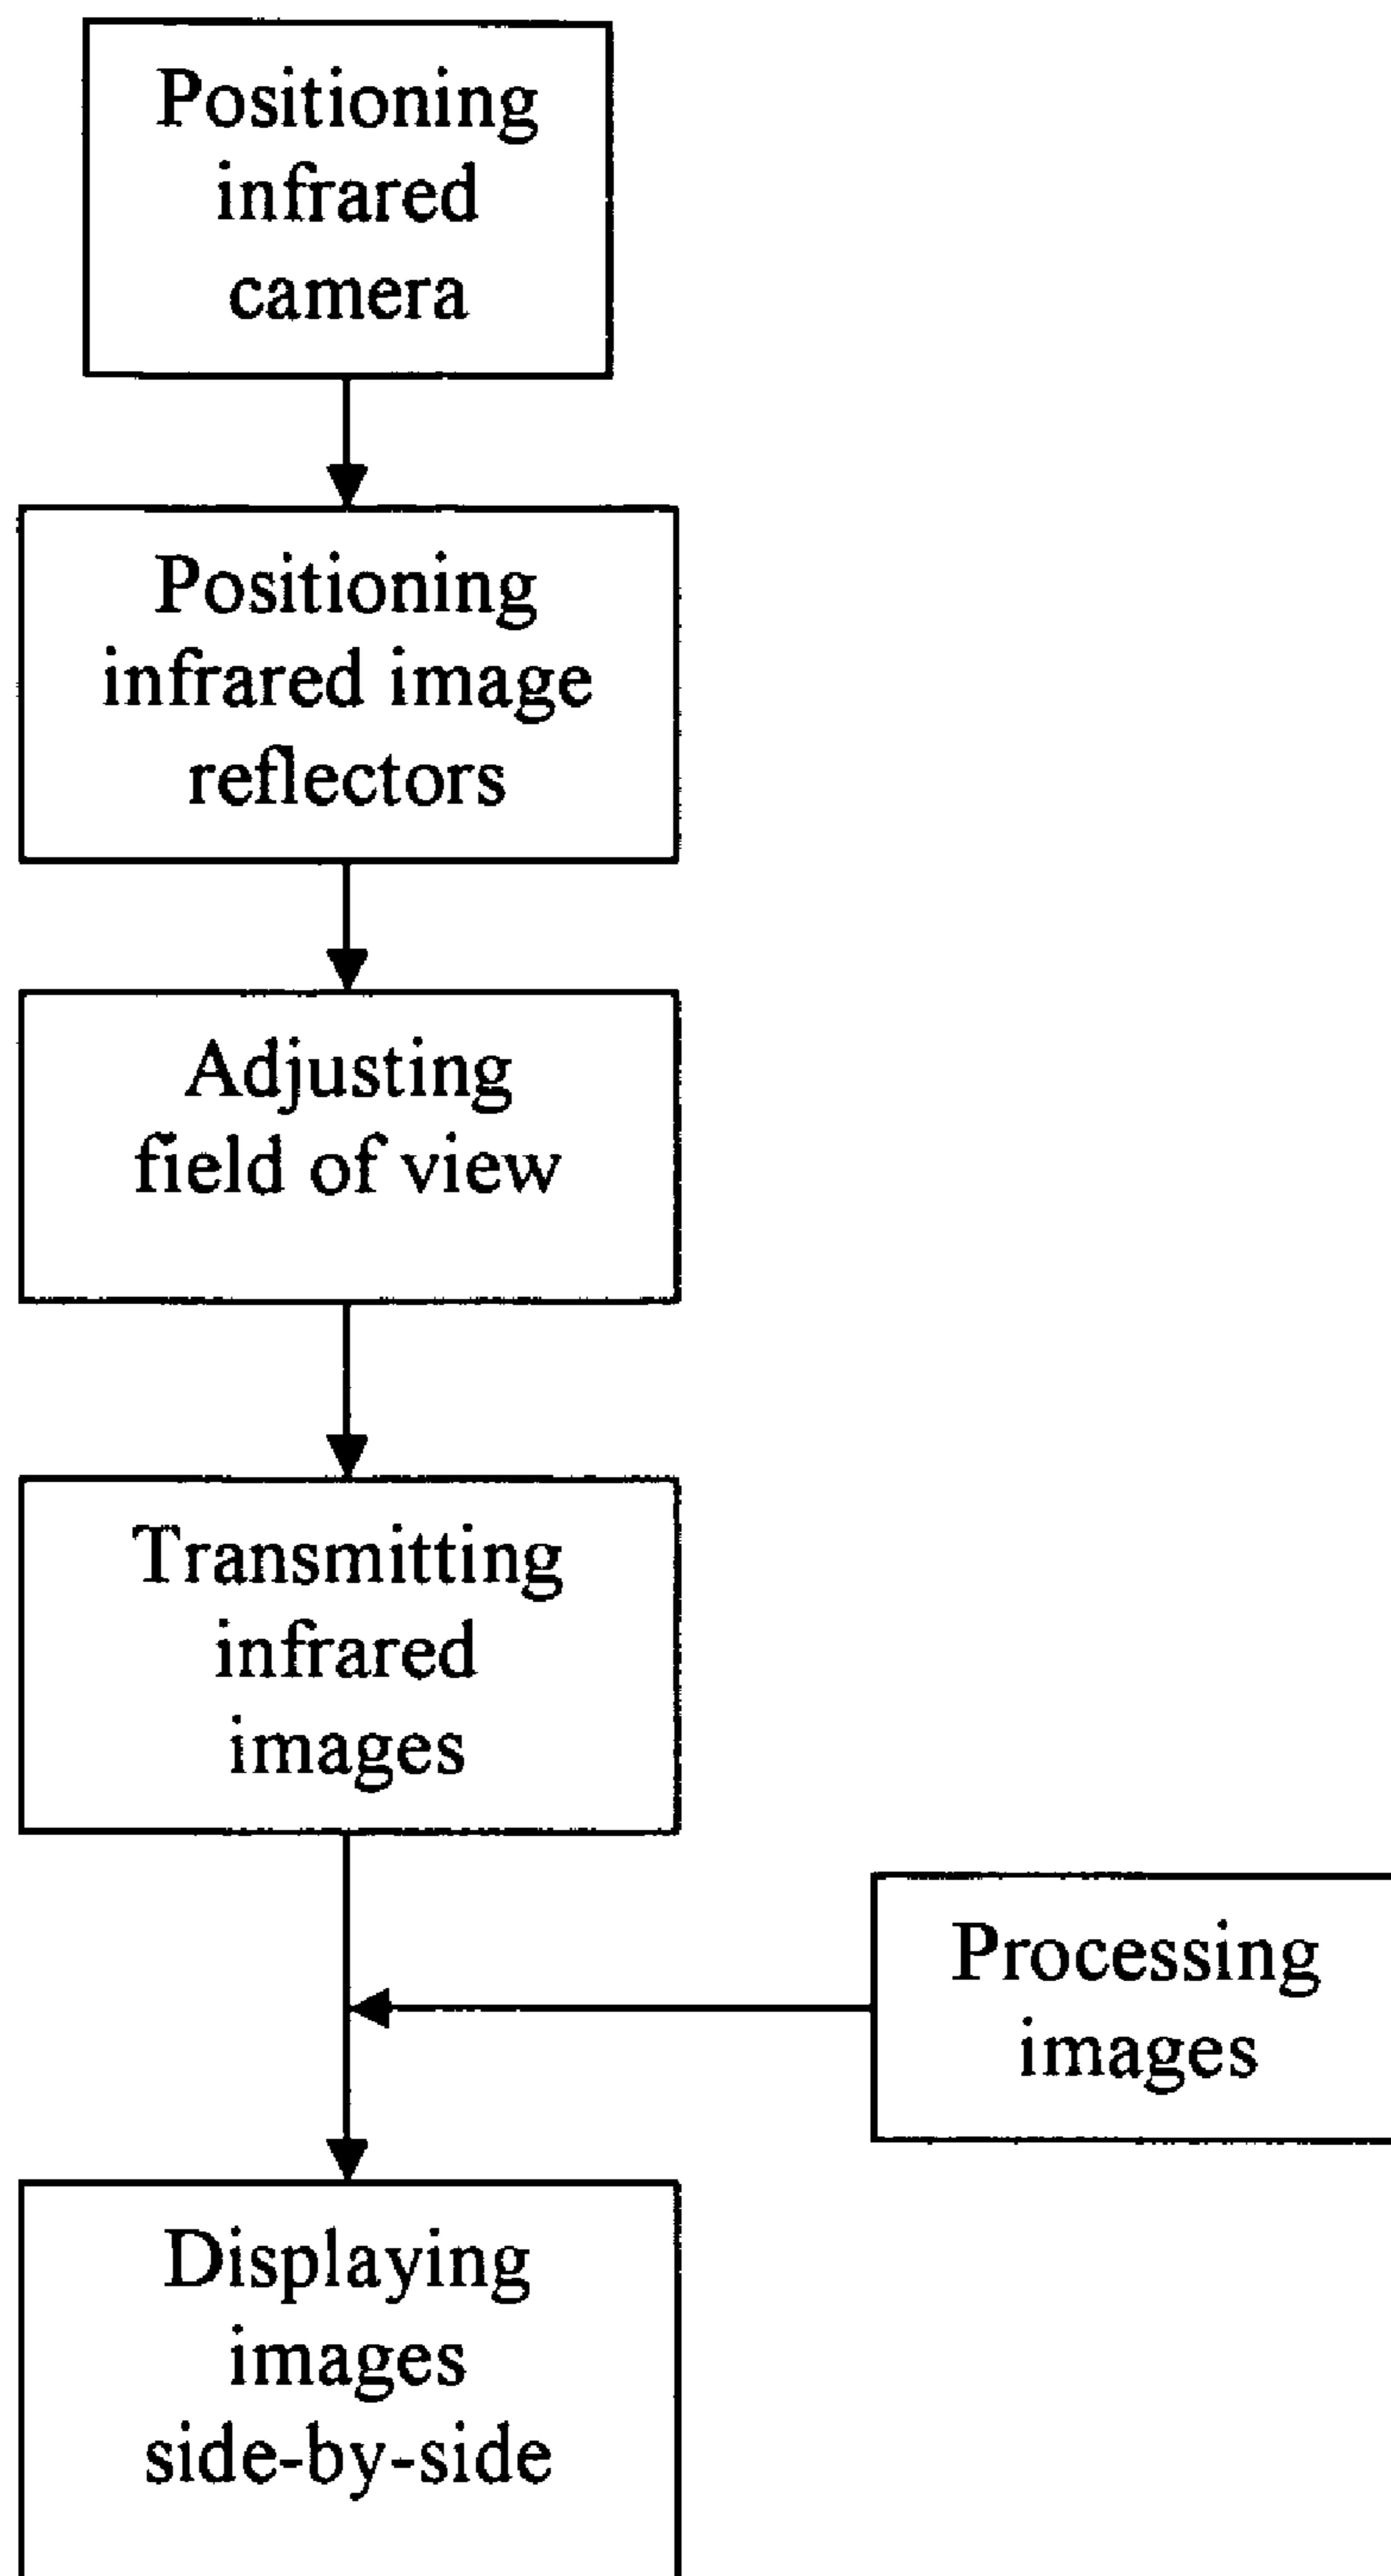 Positioning
infrared
camera
Positioning
infrared image
reflectors
Adjusting
field of view
Transmitting
infrared
images
Processing
images
Displaying
images
side-by-side